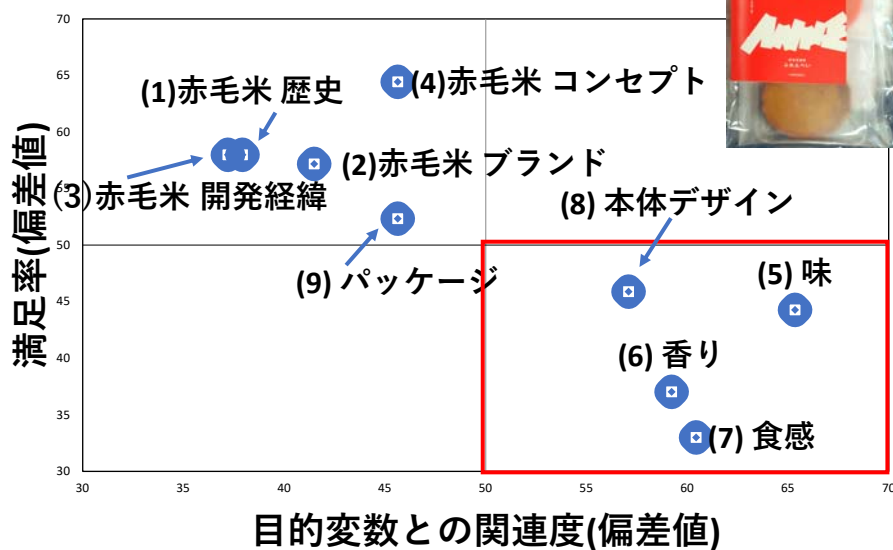 70
65
60
55
50
45
40
35
30
30
35
40
45
50
55
60
65
70
満足率(偏差値)
目的変数との関連度(偏差値)
(1)赤毛米 歴史
(4)赤毛米 コンセプト
(2)赤毛米 ブランド
(3)赤毛米 開発経緯
(9) パッケージ
(8) 本体デザイン
(5) 味
(6) 香り
(7) 食感